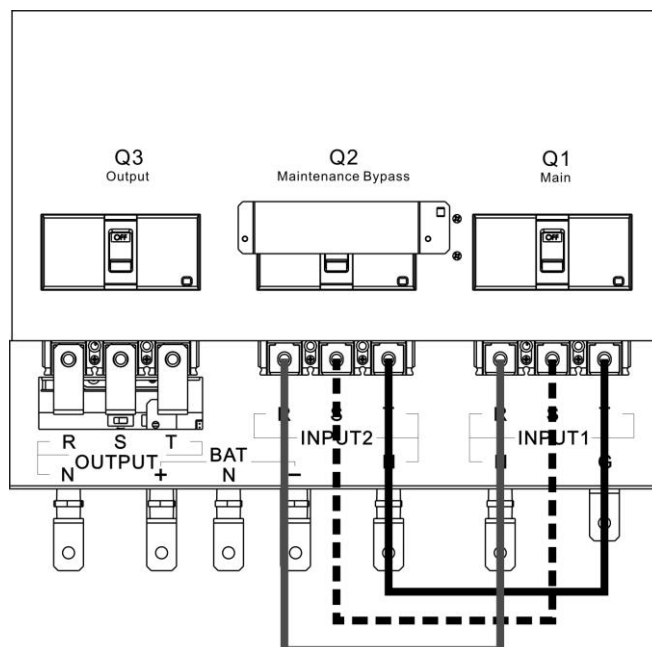 Q3
Output
Q2
Maintenance Bypass
Q1
Main
OFF
OFF
R S T
OUTPUT
N
BAT
+ N −
R S
INPUT2
N
R S
INPUT1
N G